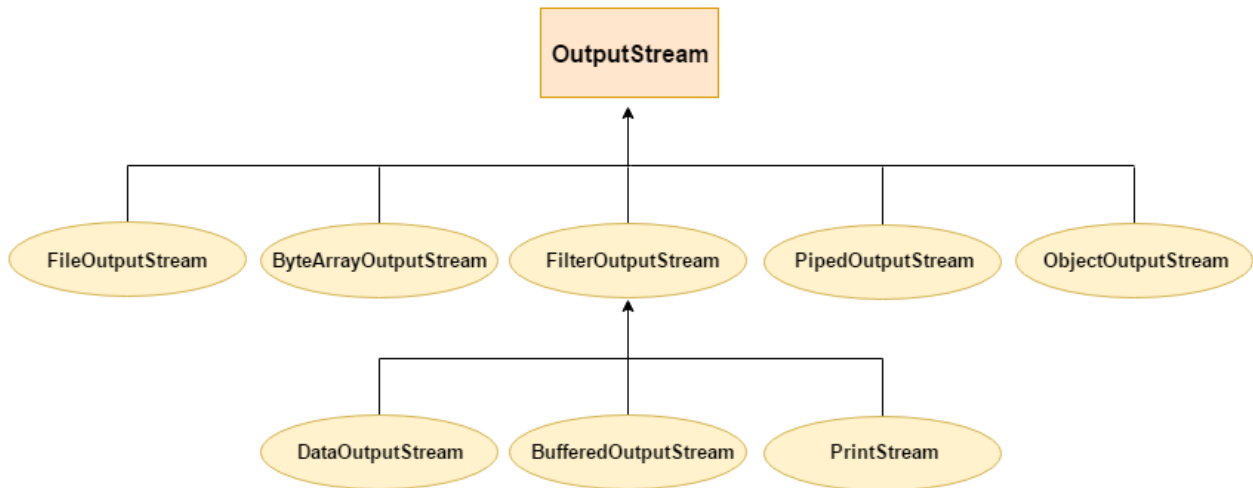 OutputStream
FileOutputStream
ByteArrayOutputStream
FilterOutputStream
PipedOutputStream
ObjectOutputStream
DataOutputStream
BufferedOutputStream
PrintStream